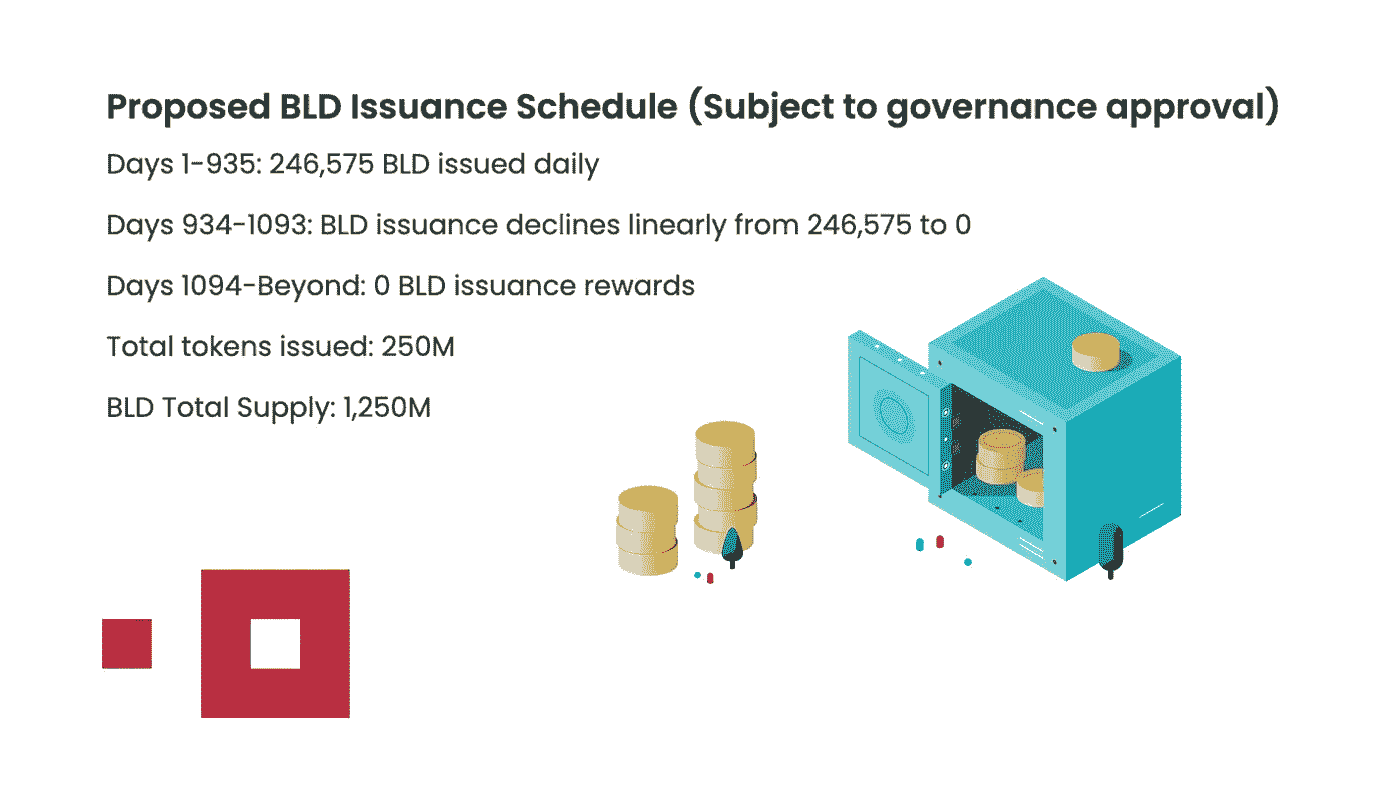 Proposed BLD Issuance Schedule (Subject to governance approval)
Days 1-935: 246,575 BLD issued daily
Days 934-1093: BLD issuance declines linearly from 246,575 to 0
Days 1094-Beyond: 0 BLD issuance rewards
Total tokens issued: 250M
BLD Total Supply: 1,250M